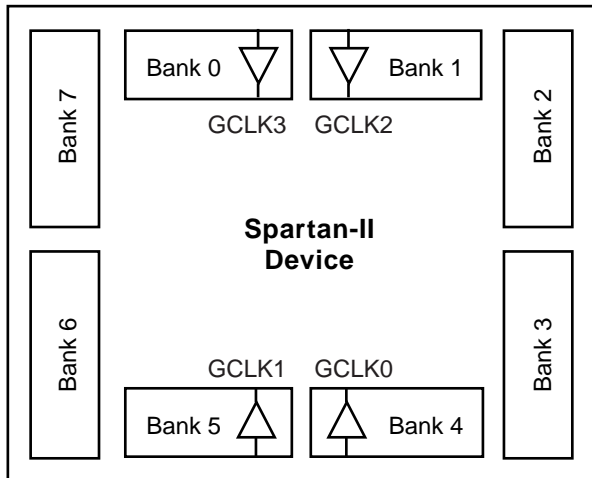 Bank 0
Bank 1
GCLK3
GCLK2
Bank 7
Bank 2
Spartan-II
Device
Bank 6
Bank 3
GCLK1
GCLK0
Bank 5
Bank 4